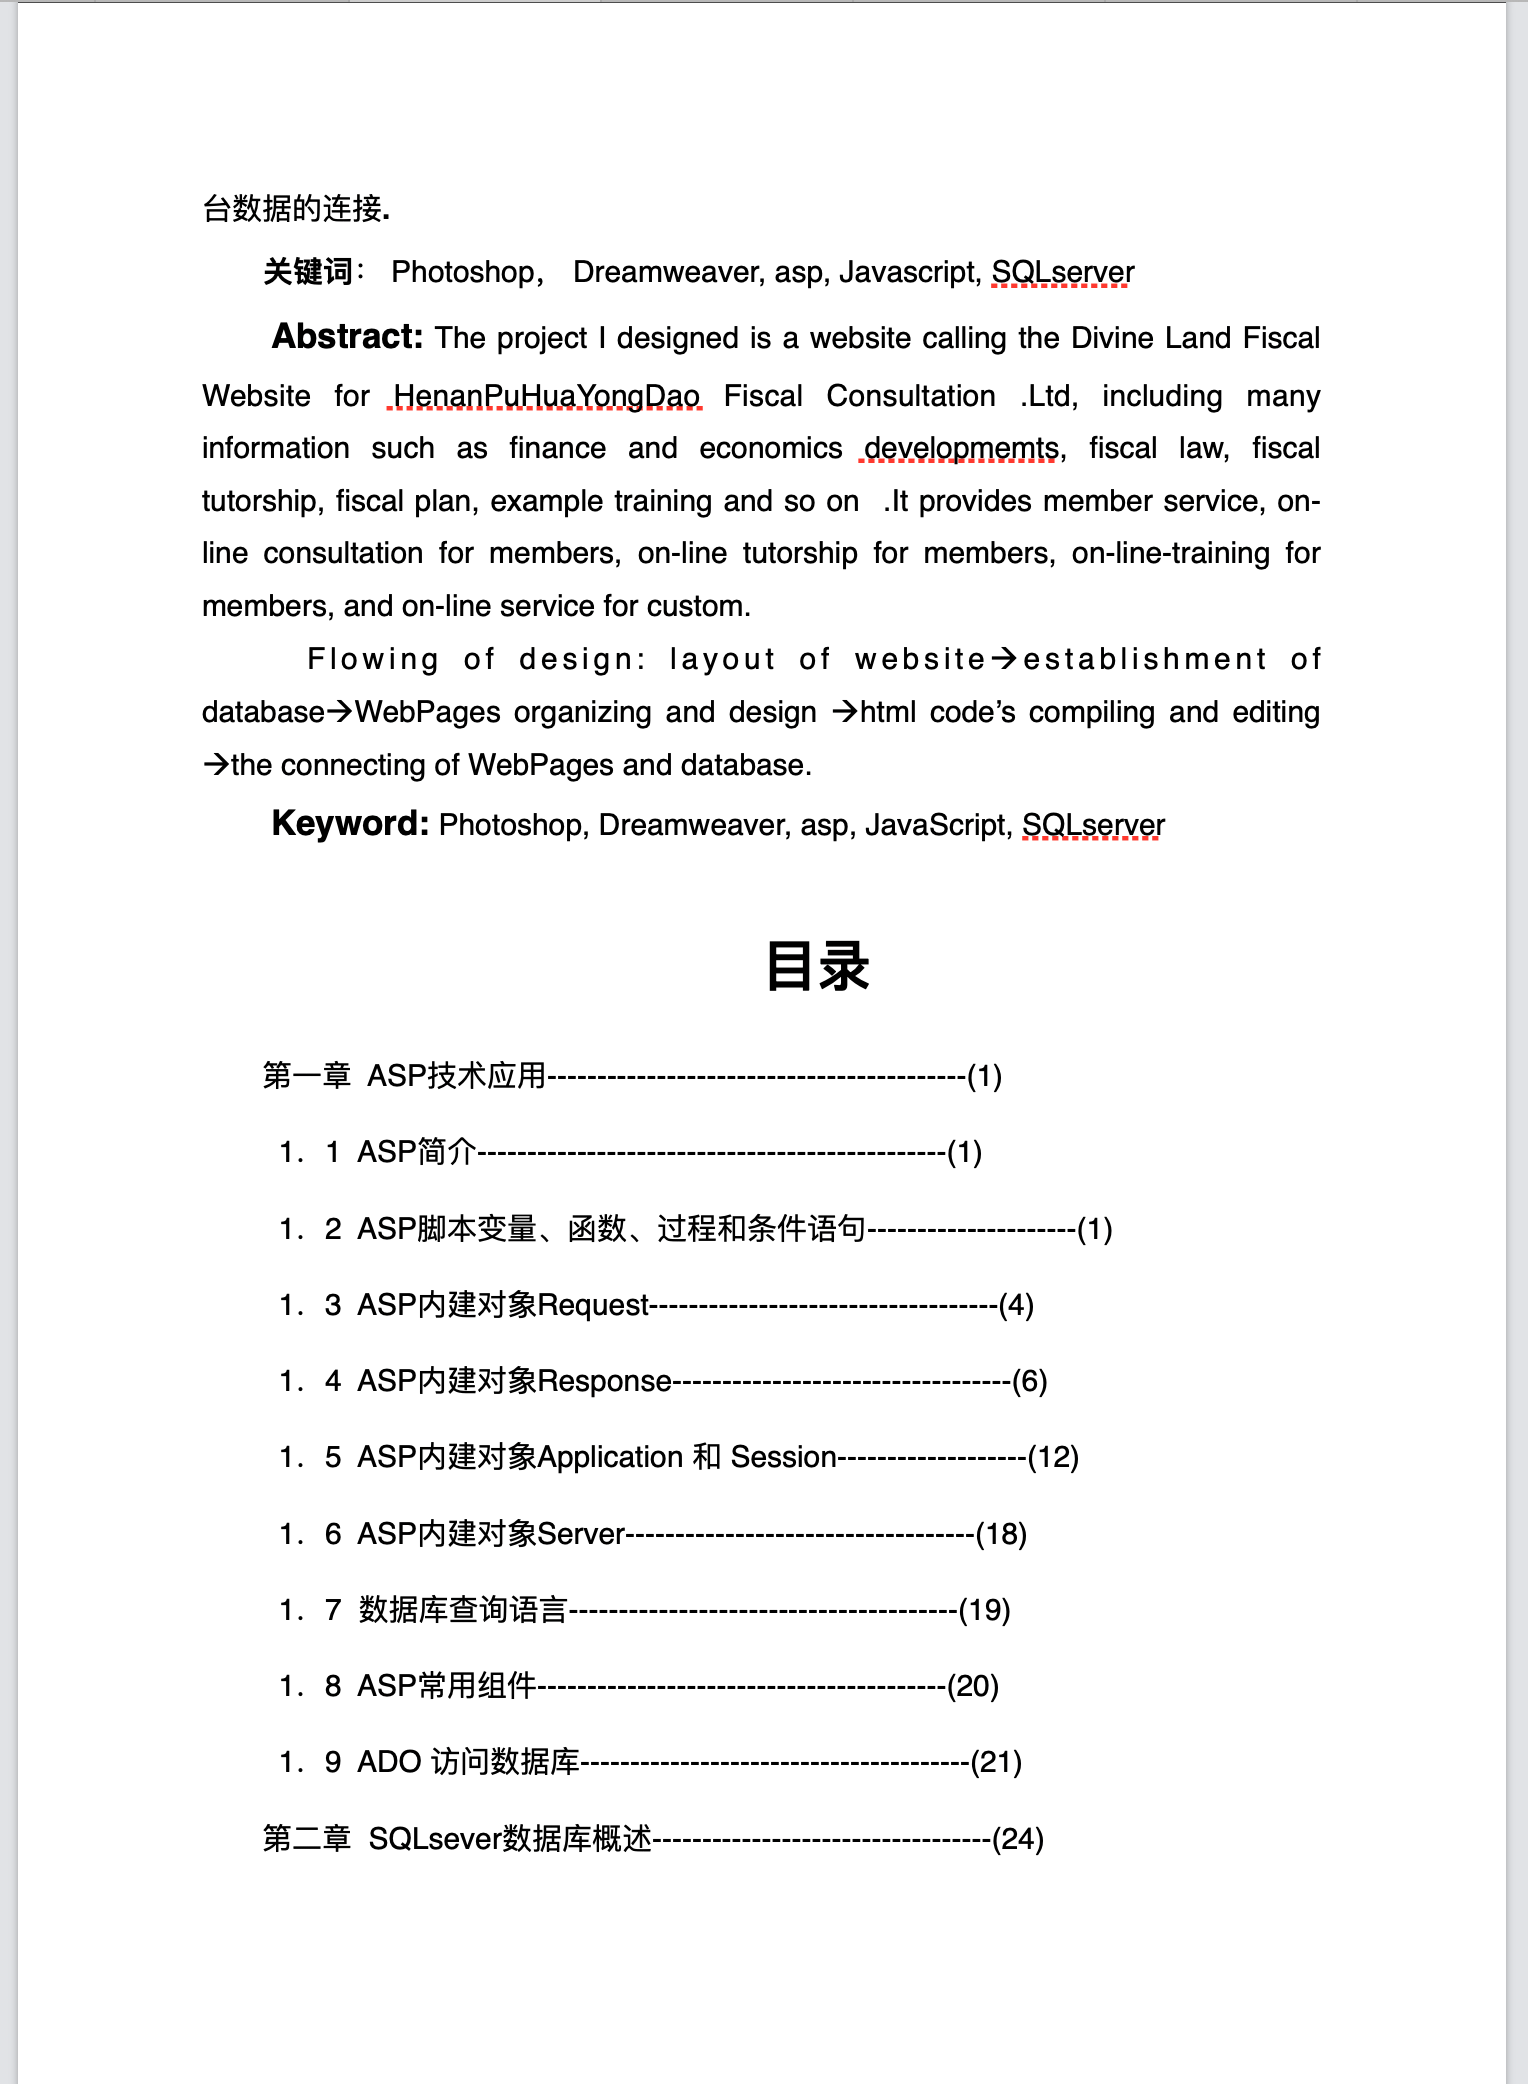 台数据的连接.
关键词： Photoshop， Dreamweaver, asp, Javascript, SQLserver
Abstract: The project I designed is a website calling the Divine Land Fiscal
Website for HenanPuHuaYongDao Fiscal Consultation .Ltd, including many
information such as finance and economics developmemts, fiscal law, fiscal
tutorship, fiscal plan, example training and so on .It provides member service, on-
line consultation for members, on-line tutorship for members, on-line-training for
members, and on-line service for custom.
Flowing of design: layout of website→establishment of
database→WebPages organizing and design →html code’s compiling and editing
→the connecting of WebPages and database.
Keyword: Photoshop, Dreamweaver, asp, JavaScript, SQLserver
目录
第一章 ASP技术应用------------------------------------------(1)
1．1 ASP简介-----------------------------------------------(1)
1．2 ASP脚本变量、函数、过程和条件语句---------------------(1)
1．3 ASP内建对象Request-----------------------------------(4)
1．4 ASP内建对象Response----------------------------------(6)
1．5 ASP内建对象Application 和 Session-------------------(12)
1．6 ASP内建对象Server-----------------------------------(18)
1．7 数据库查询语言---------------------------------------(19)
1．8 ASP常用组件-----------------------------------------(20)
1．9 ADO 访问数据库---------------------------------------(21)
第二章 SQLsever数据库概述----------------------------------(24)